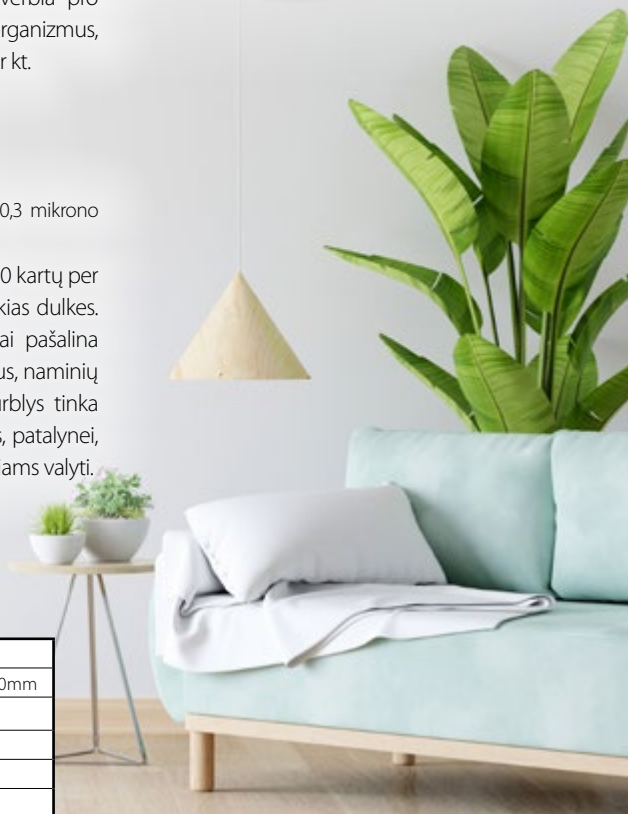 verbia pro
organizmus,
r kt.
0,3 mikrono
0 kartų per
kias dulkes.
ai pašalina
us, naminių
urblys tinka
s, patalynei,
iams valyti.
0mm